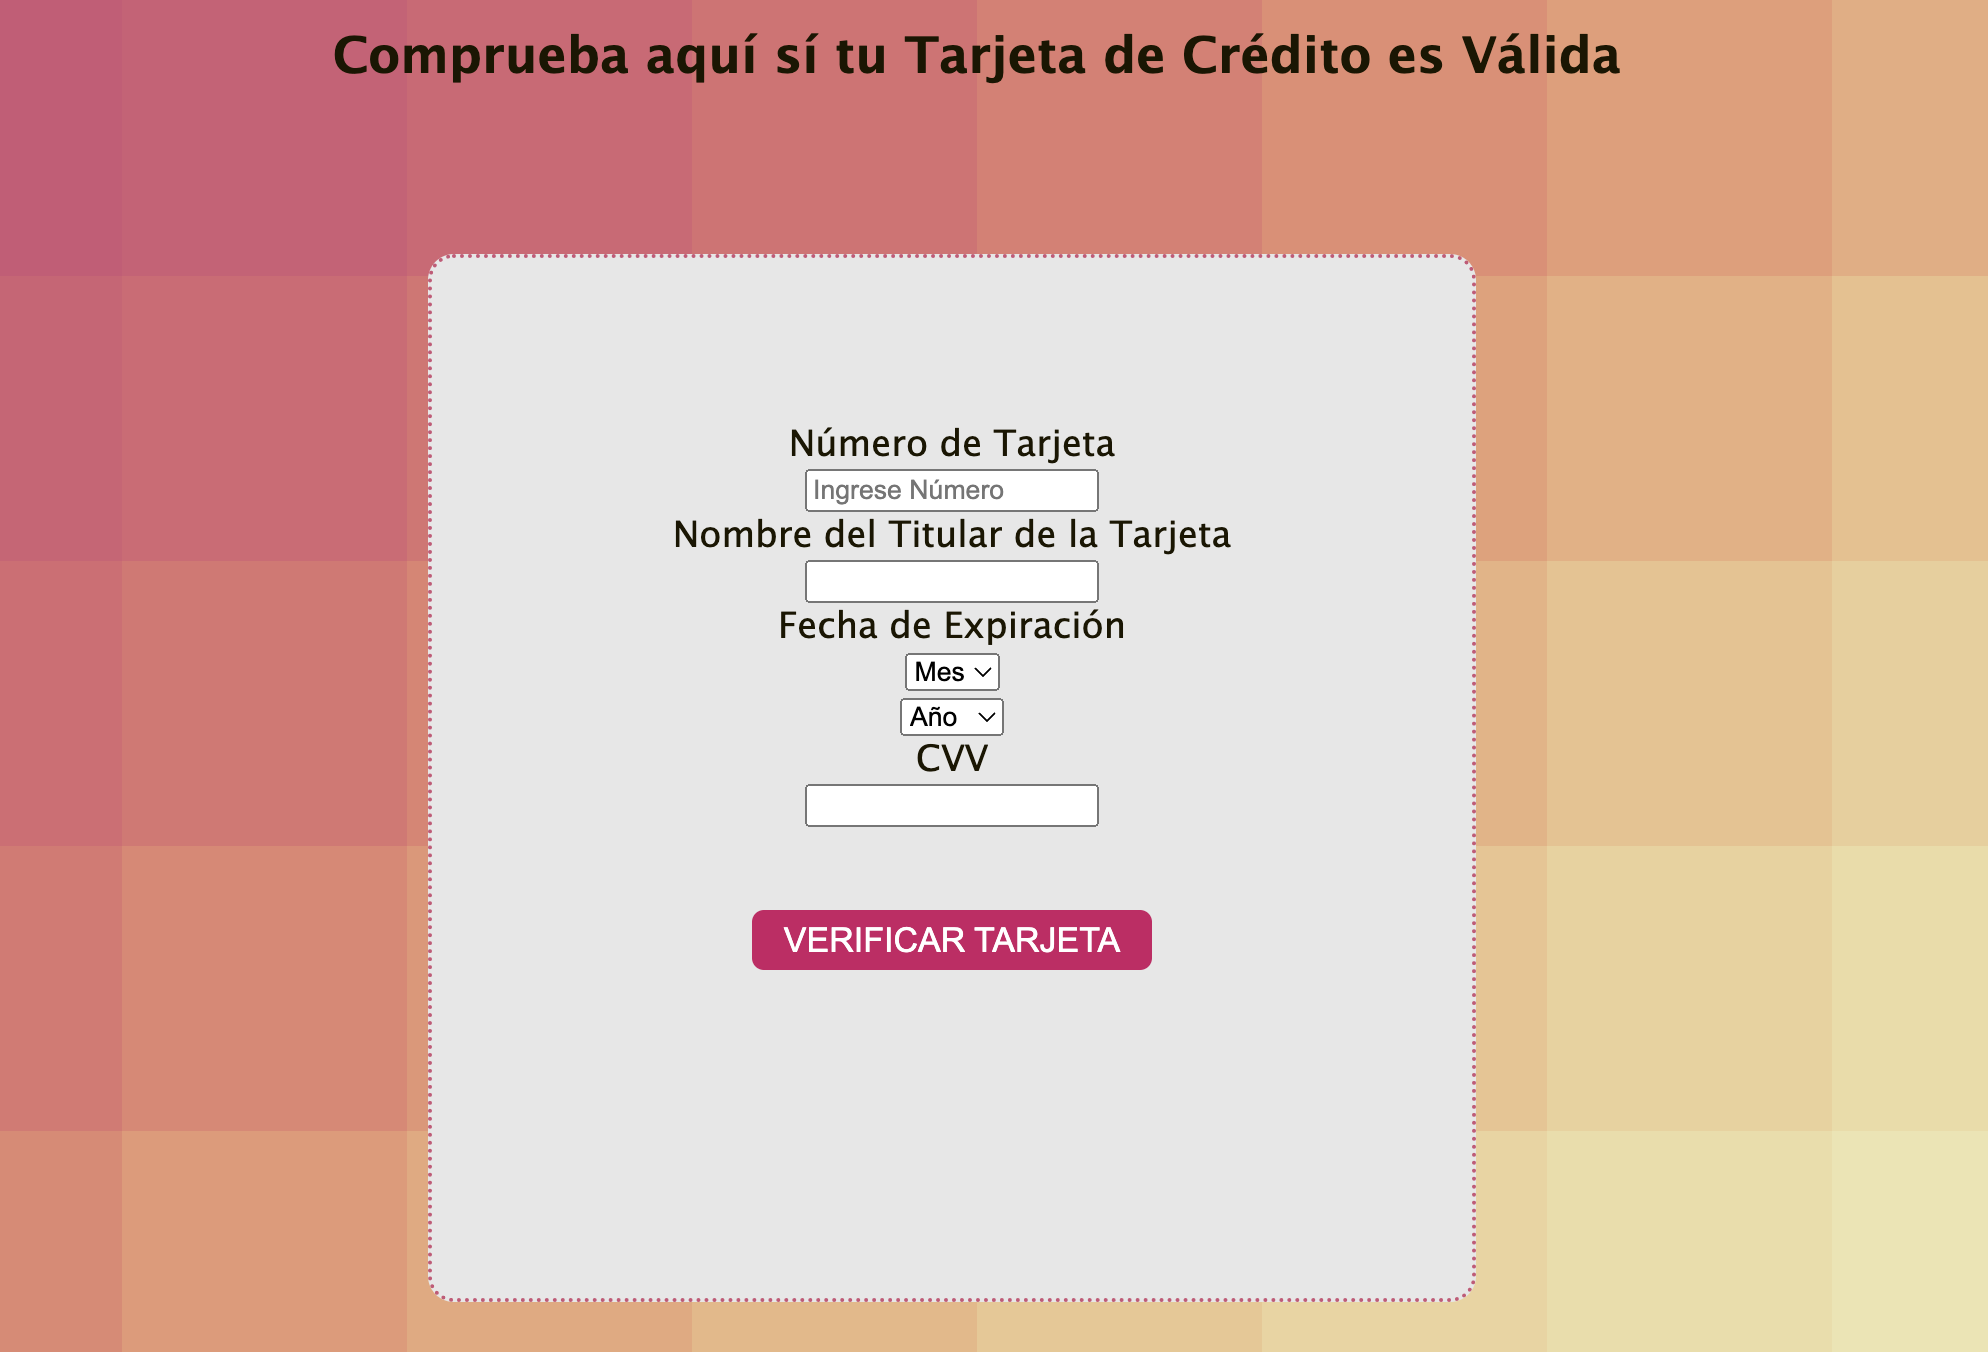 Comprueba aquí sí tu Tarjeta de Crédito es Válida
Número de Tarjeta
Ingrese Número
Nombre del Titular de la Tarjeta
Fecha de Expiración
Mes
Año
CVV
VERIFICAR TARJETA